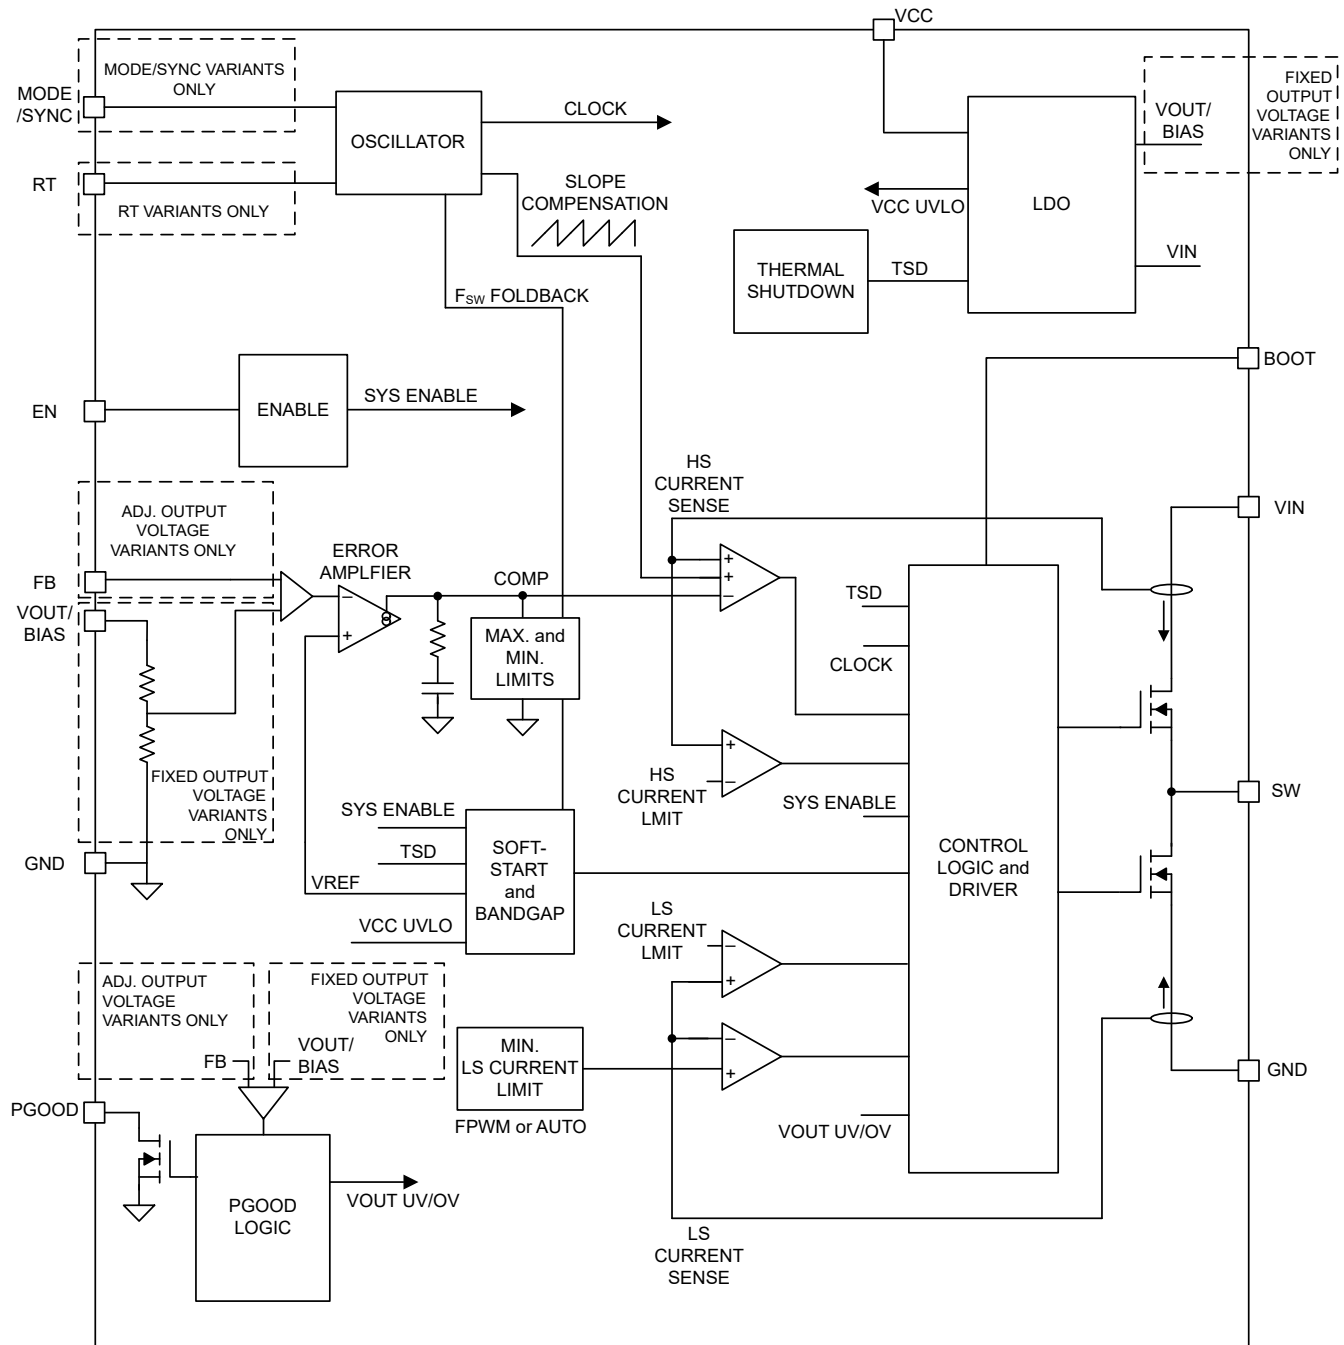 VCC
MODE/SYNC VARIANTS
ONLY
MODE
/SYNC
OSCILLATOR
CLOCK
FIXED
OUTPUT
VOLTAGE
VARIANTS
ONLY
VOUT/
BIAS
RT
RT VARIANTS ONLY
SLOPE
COMPENSATION
VCC UVLO
LDO
THERMAL
SHUTDOWN
TSD
VIN
FSW FOLDBACK
BOOT
EN
ENABLE
SYS ENABLE
HS
CURRENT
SENSE
VIN
ADJ. OUTPUT
VOLTAGE
VARIANTS ONLY
FB
ERROR
AMPLFIER
COMP
−
+
+
+
−
VOUT/
BIAS
MAX. and
MIN.
LIMITS
TSD
CLOCK
FIXED OUTPUT
VOLTAGE
VARIANTS
ONLY
+
−
HS
CURRENT
LMIT
SYS ENABLE
SW
GND
SYS ENABLE
TSD
VREF
VCC UVLO
SOFT-
START
and
BANDGAP
CONTROL
LOGIC and
DRIVER
LS
CURRENT
LMIT
−
+
ADJ. OUTPUT
VOLTAGE
VARIANTS ONLY
FB
FIXED OUTPUT
VOLTAGE
VARIANTS
ONLY
VOUT/
BIAS
MIN.
LS CURRENT
LIMIT
FPWM or AUTO
−
+
GND
PGOOD
VOUT UV/OV
PGOOD
LOGIC
VOUT UV/OV
LS
CURRENT
SENSE